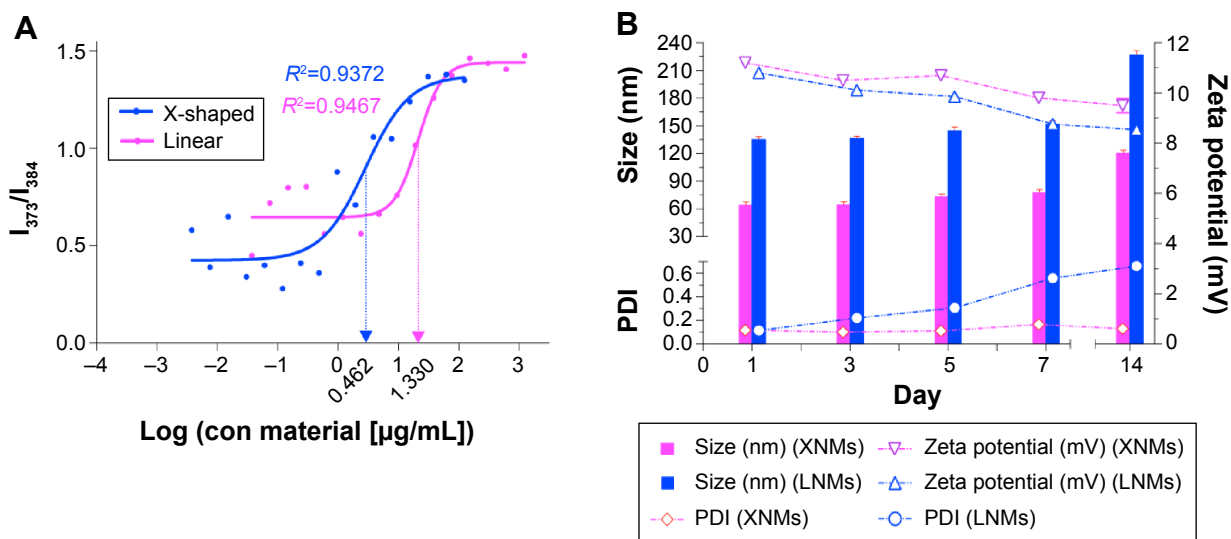 A
1.5
1.0
0.5
0.0
I373/I384
R²=0.9372
R²=0.9467
X-shaped
Linear
–4 –3 –2 –1 0 1 2 3 4
0.462
1.330
Log (con material [µg/mL])
B
240
210
180
150
120
90
60
30
Size (nm)
0.6
0.4
0.2
0.0
PDI
12
10
8
6
4
2
0
Zeta potential (mV)
0 1 3 5 7 14
Day
Size (nm) (XNMs) Zeta potential (mV) (XNMs)
Size (nm) (LNMs) Zeta potential (mV) (LNMs)
PDI (XNMs) PDI (LNMs)